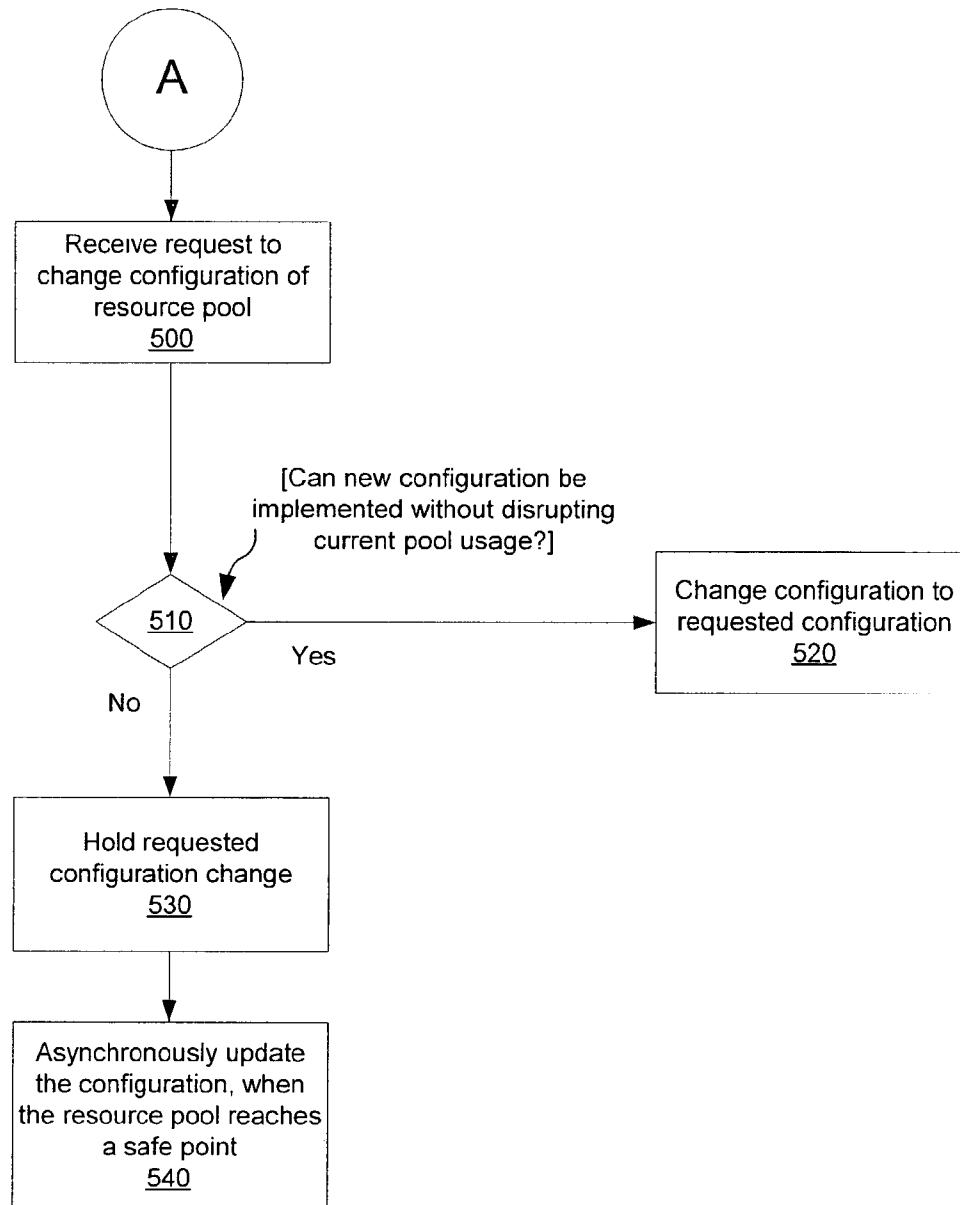 A
Receive request to
change configuration of
resource pool
500
[Can new configuration be
implemented without disrupting
current pool usage?]
510
Yes
No
Change configuration to
requested configuration
520
Hold requested
configuration change
530
Asynchronously update
the configuration, when
the resource pool reaches
a safe point
540